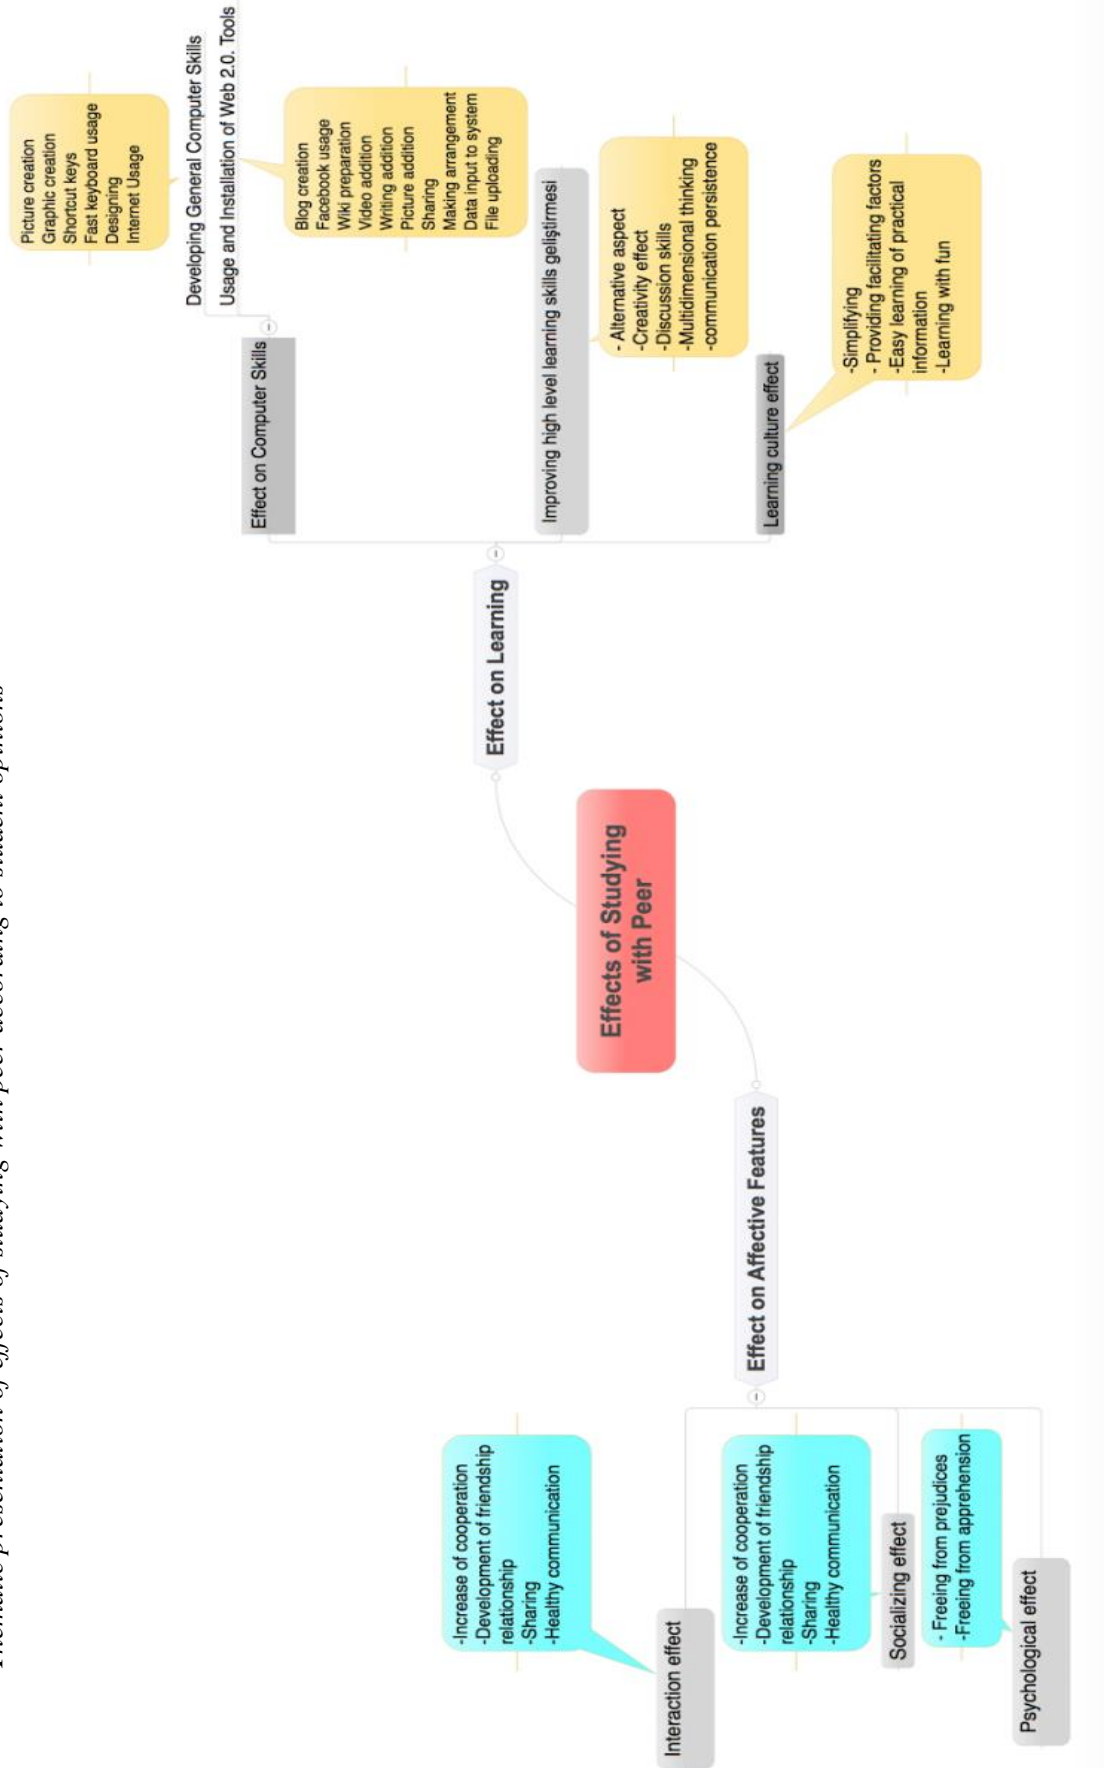 Thematic presentation of effects of studying with peer according to student opinions
Effects of Studying
with Peer
Effect on Learning
Effect on Computer Skills
Developing General Computer Skills
Picture creation
Graphic creation
Shortcut keys
Fast keyboard usage
Designing
Internet Usage
Usage and Installation of Web 2.0. Tools
Blog creation
Facebook usage
Wiki preparation
Video addition
Writing addition
Picture addition
Sharing
Making arrangement
Data input to system
File uploading
Improving high level learning skills geliştirmesi
- Alternative aspect
-Creativity effect
-Discussion skills
-Multidimensional thinking
-communication persistence
Learning culture effect
-Simplifying
- Providing facilitating factors
-Easy learning of practical
information
-Learning with fun
Effect on Affective Features
Interaction effect
-Increase of cooperation
-Development of friendship
relationship
-Sharing
-Healthy communication
Socializing effect
-Increase of cooperation
-Development of friendship
relationship
-Sharing
-Healthy communication
Psychological effect
- Freeing from prejudices
-Freeing from apprehension